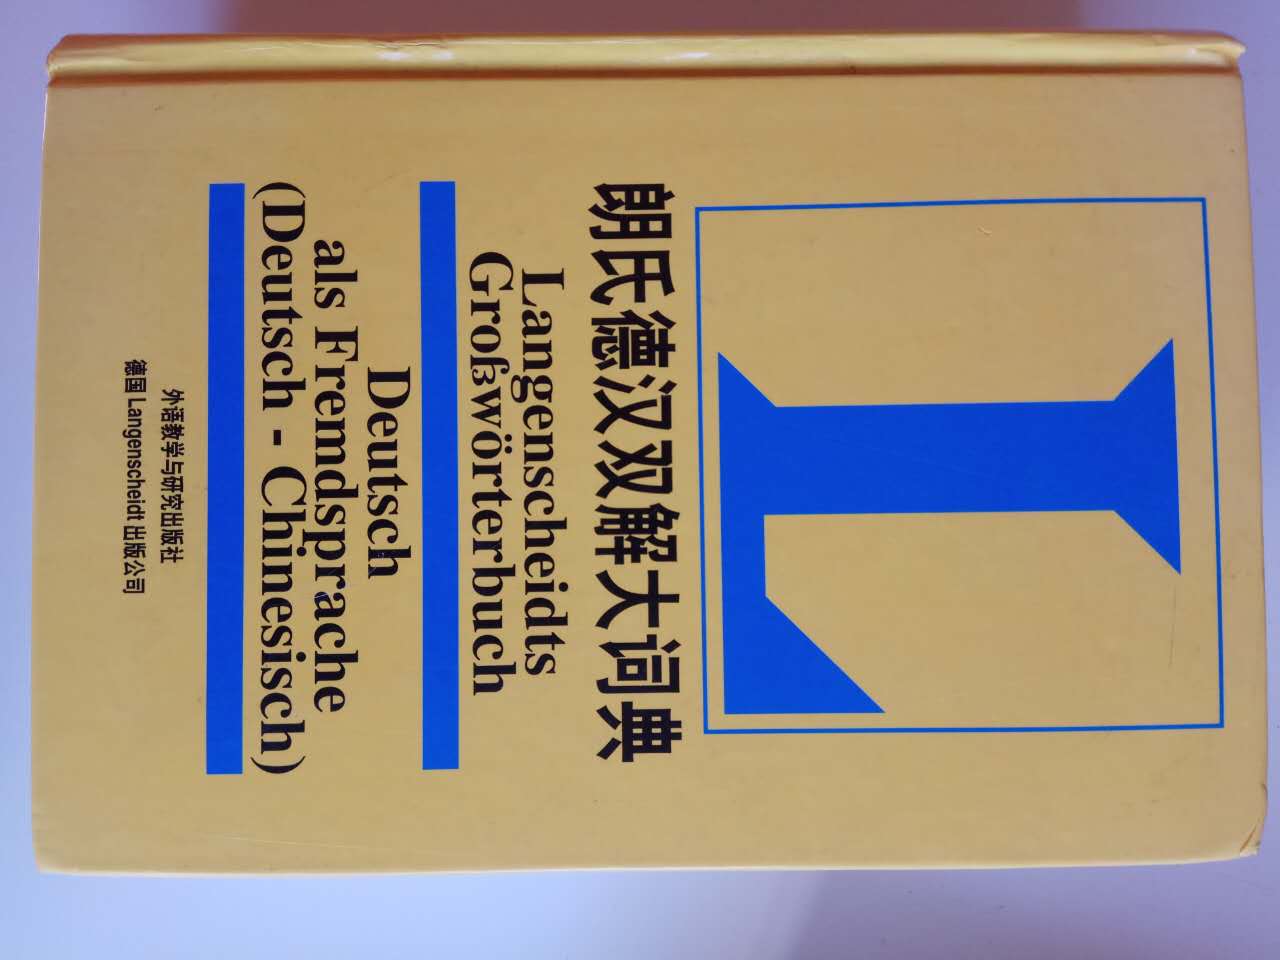 L
朗氏德汉双解大词典
Langenscheidts
Großwörterbuch
Deutsch
als Fremdsprache
(Deutsch - Chinesisch)
外语教学与研究出版社
德国 Langenscheidt 出版公司